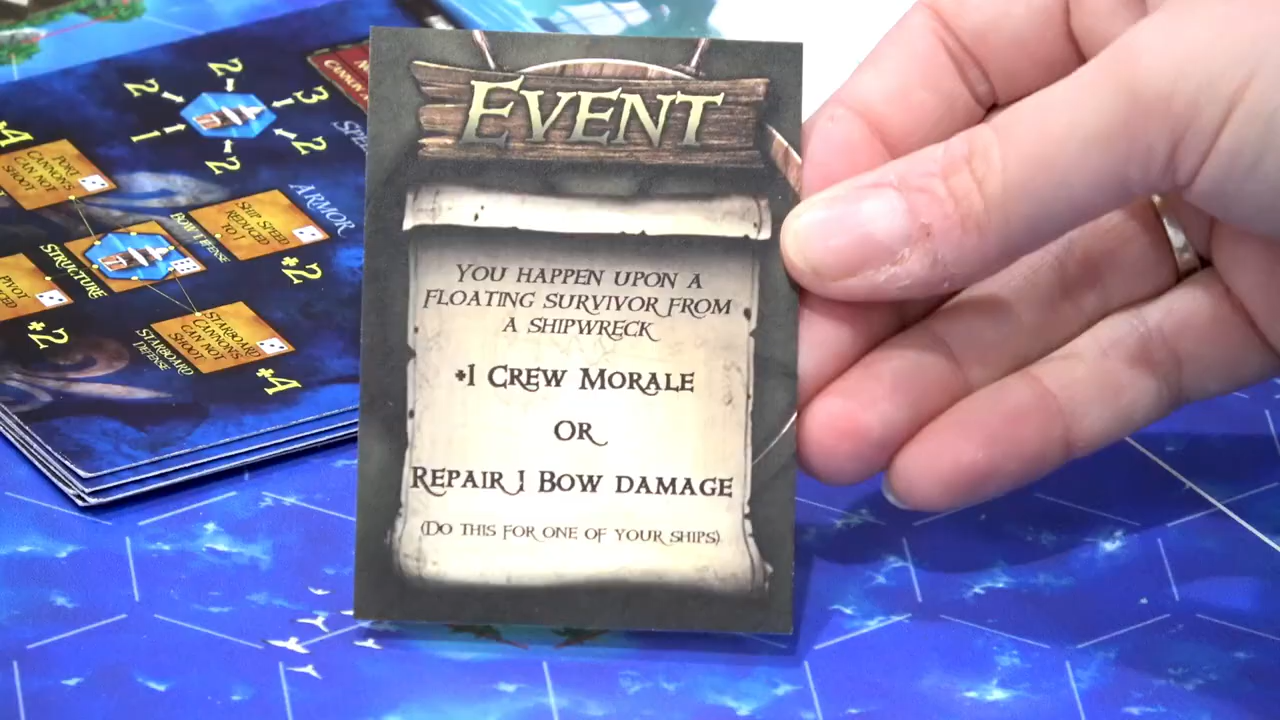 EVENT
YOU HAPPEN UPON A
FLOATING SURVIVOR FROM
A SHIPWRECK
+1 CREW MORALE
OR
REPAIR 1 BOW DAMAGE
(DO THIS FOR ONE OF YOUR SHIPS)
2
2
3
1
2
2
+4
PORT
CANNONS
CAN NOT
SHOOT
ARMOR
SHIP SPEED
REDUCED
TO 1
BOW DEFENSE
+2
STRUCTURE
PIVOT
+2
STARBOARD
CANNONS
CAN NOT
SHOOT
STARBOARD
DEFENSE
+4